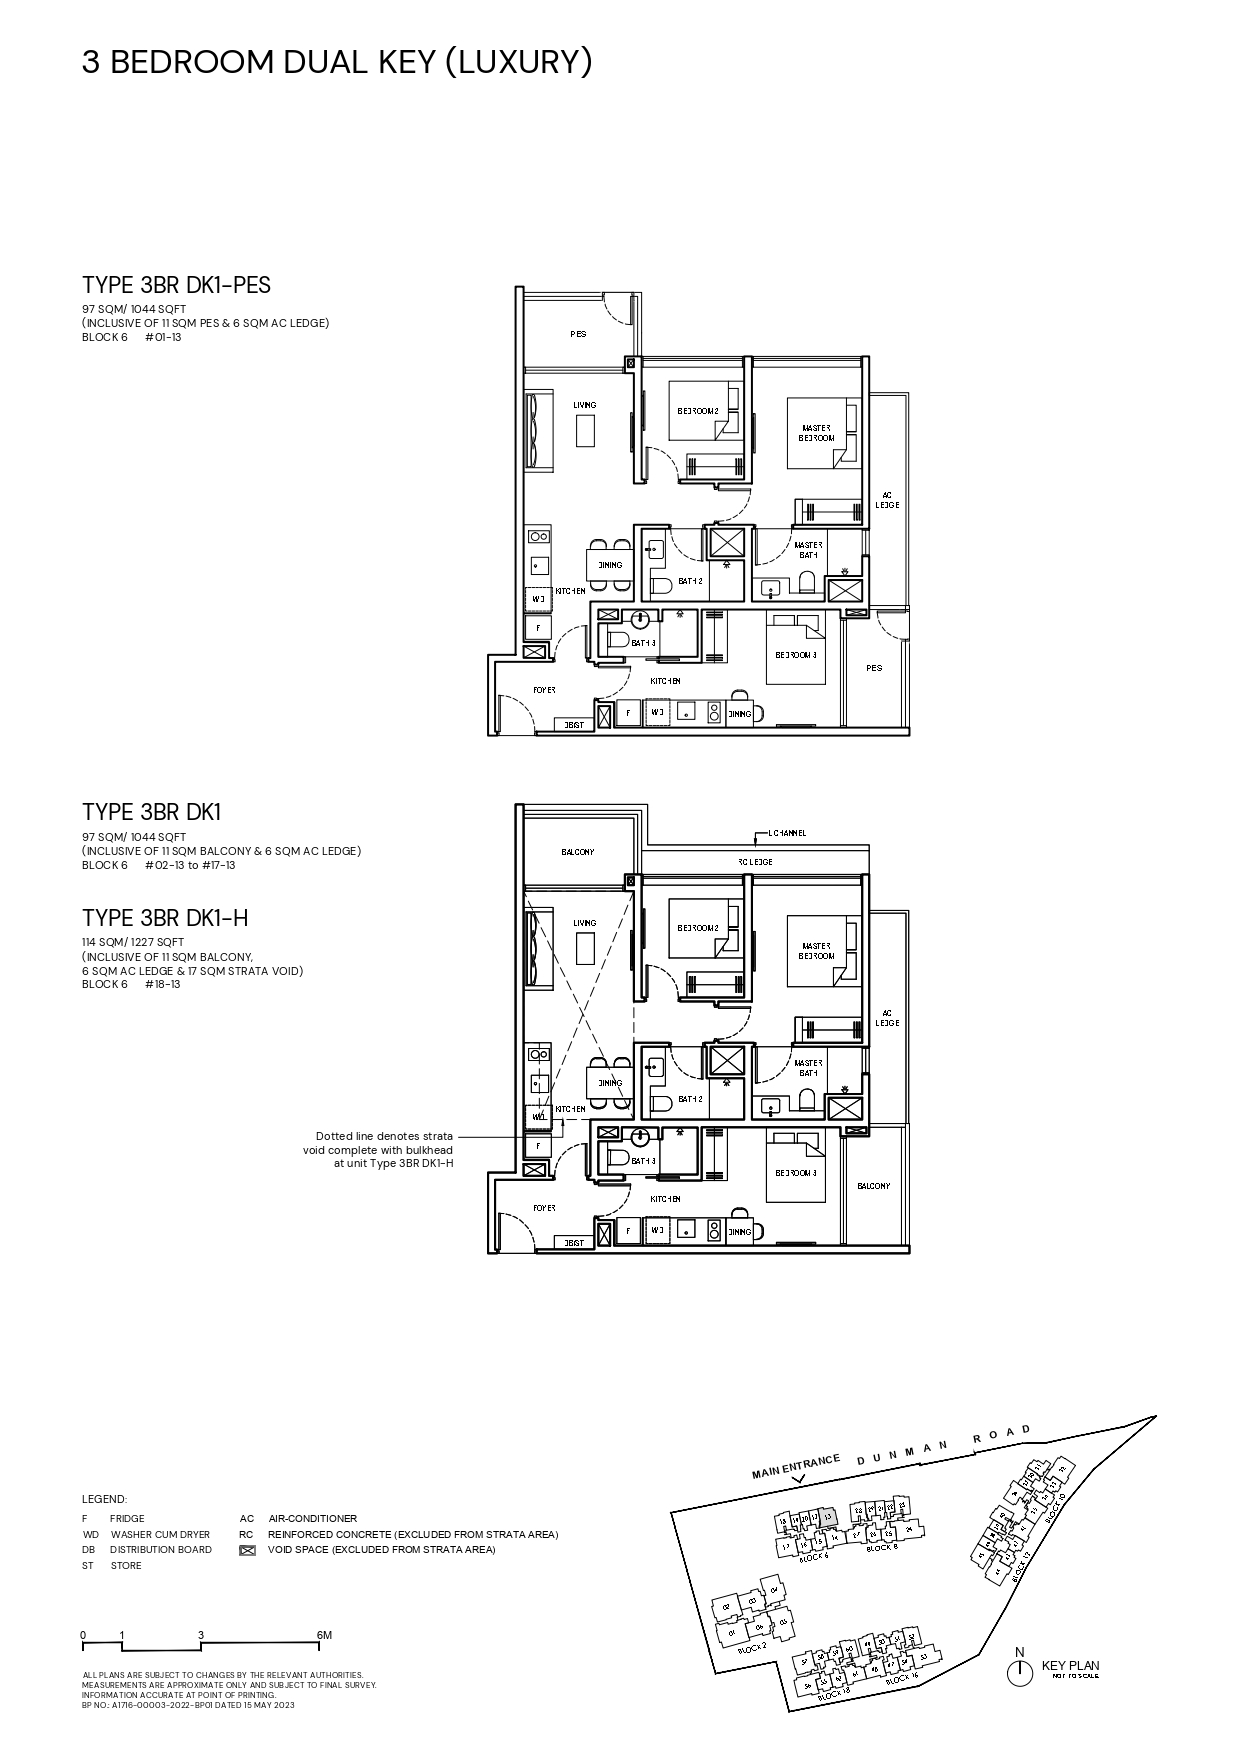 3 BEDROOM DUAL KEY (LUXURY)
TYPE 3BR DK1-PES
97 SQM/ 1044 SQFT
(INCLUSIVE OF 11 SQM PES & 6 SQM AC LEDGE)
BLOCK 6 #01-13
PES
LIVING
BEDROOM 2
MASTER
BEDROOM
AC
LEDGE
MASTER
BATH
DINING
BATH 2
KITCHEN
WD
F
BATH 3
BEDROOM 3
PES
KITCHEN
FOYER
F
WD
DINING
DB/ST
TYPE 3BR DK1
97 SQM/ 1044 SQFT
(INCLUSIVE OF 11 SQM BALCONY & 6 SQM AC LEDGE)
BLOCK 6 #02-13 to #17-13
TYPE 3BR DK1-H
114 SQM/ 1227 SQFT
(INCLUSIVE OF 11 SQM BALCONY,
6 SQM AC LEDGE & 17 SQM STRATA VOID)
BLOCK 6 #18-13
L CHANNEL
BALCONY
RC LEDGE
LIVING
BEDROOM 2
MASTER
BEDROOM
AC
LEDGE
MASTER
BATH
DINING
BATH 2
KITCHEN
WD
Dotted line denotes strata
void complete with bulkhead
at unit Type 3BR DK1-H
F
BATH 3
BEDROOM 3
BALCONY
KITCHEN
FOYER
F
WD
DINING
DB/ST
LEGEND:
F FRIDGE
WD WASHER CUM DRYER
DB DISTRIBUTION BOARD
ST STORE
AC AIR-CONDITIONER
RC REINFORCED CONCRETE (EXCLUDED FROM STRATA AREA)
VOID SPACE (EXCLUDED FROM STRATA AREA)
0 1 3 6M
ALL PLANS ARE SUBJECT TO CHANGES BY THE RELEVANT AUTHORITIES.
MEASUREMENTS ARE APPROXIMATE ONLY AND SUBJECT TO FINAL SURVEY.
INFORMATION ACCURATE AT POINT OF PRINTING.
BP NO.: A1716-00003-2022-BP01 DATED 15 MAY 2023
MAIN ENTRANCE
DUNMAN ROAD
BLOCK 6
BLOCK 8
BLOCK 10
BLOCK 12
BLOCK 2
BLOCK 18
BLOCK 16
N
KEY PLAN
NOT TO SCALE